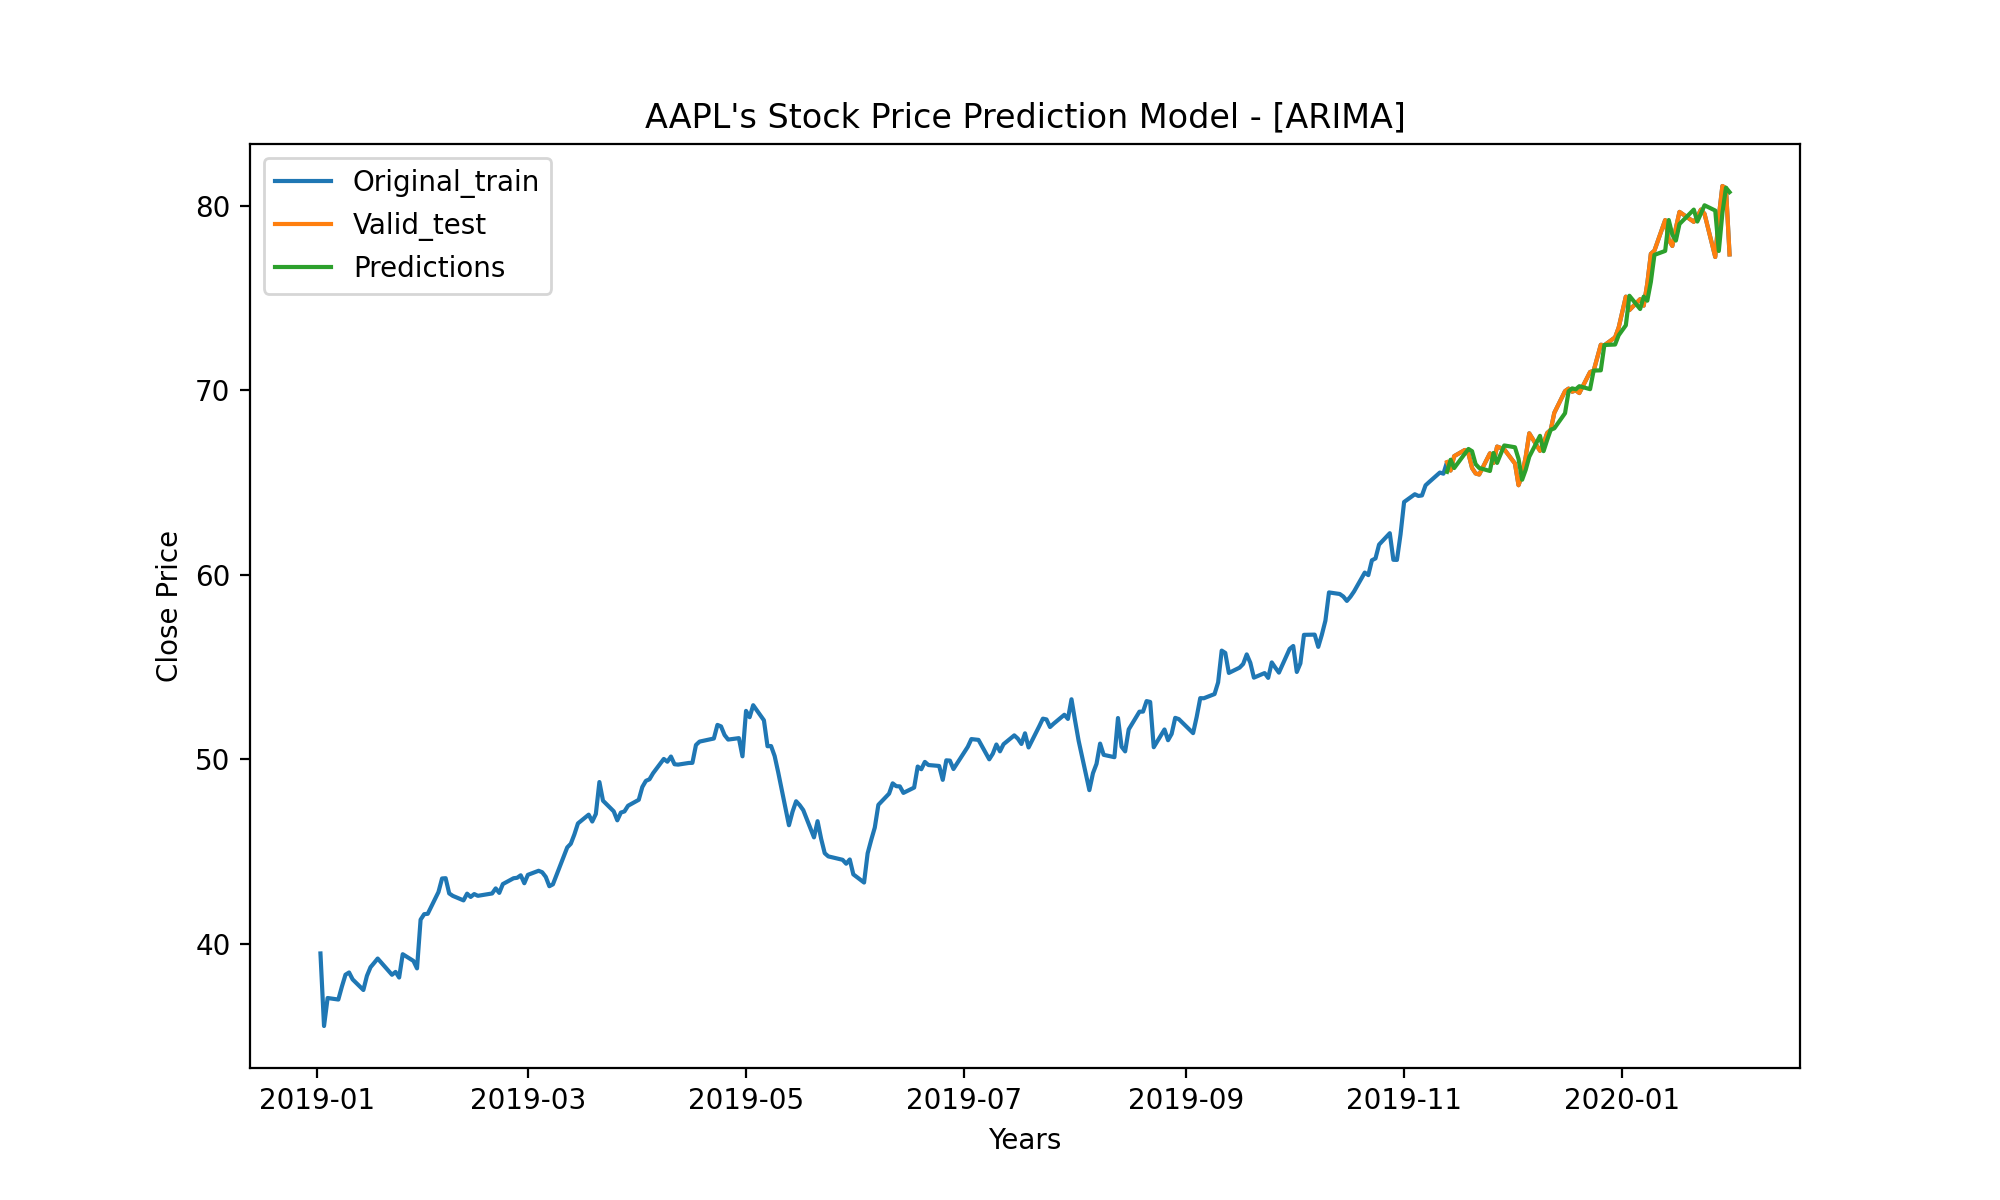 AAPL's Stock Price Prediction Model - [ARIMA]
Original_train
Valid_test
Predictions
80
70
60
50
40
Close Price
2019-01 2019-03 2019-05 2019-07 2019-09 2019-11 2020-01
Years